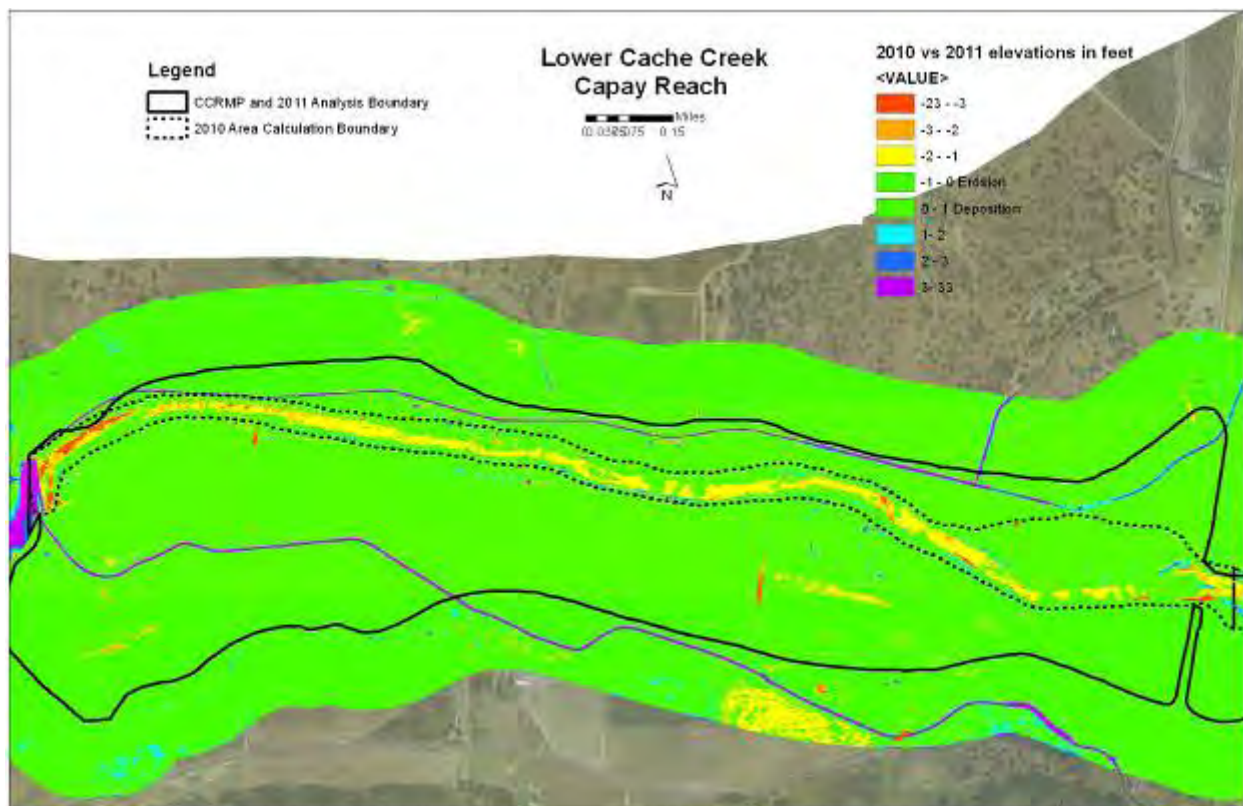 Legend
CCRMP and 2011 Analysis Boundary
2010 Area Calculation Boundary
Lower Cache Creek
Capay Reach
Miles
0.15
N
2010 vs 2011 elevations in feet
<VALUE>
-23 - -3
-3 - -2
-2 - -1
-1 - 0 Erosion
0 - 1 Deposition
1 - 2
2 - 3
3 - 33